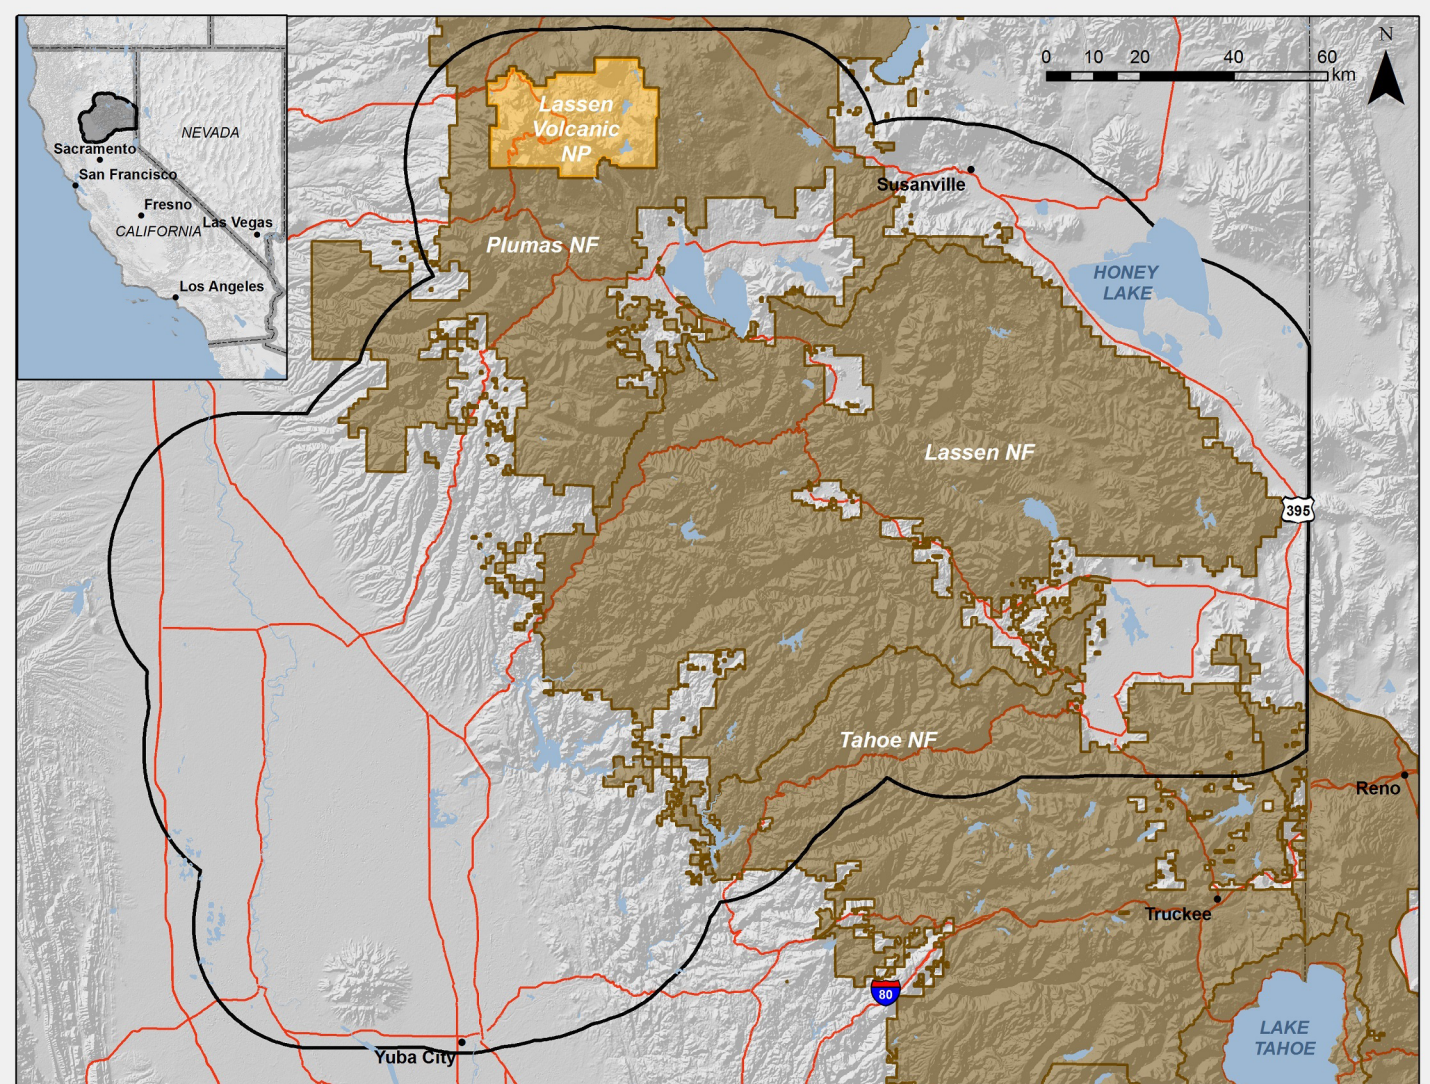 N
0 10 20 40 60
km
NEVADA
Sacramento
San Francisco
Fresno
Las Vegas
CALIFORNIA
Los Angeles
Lassen
Volcanic
NP
Susanville
Plumas NF
HONEY
LAKE
Lassen NF
395
Tahoe NF
Reno
Truckee
80
LAKE
TAHOE
Yuba City